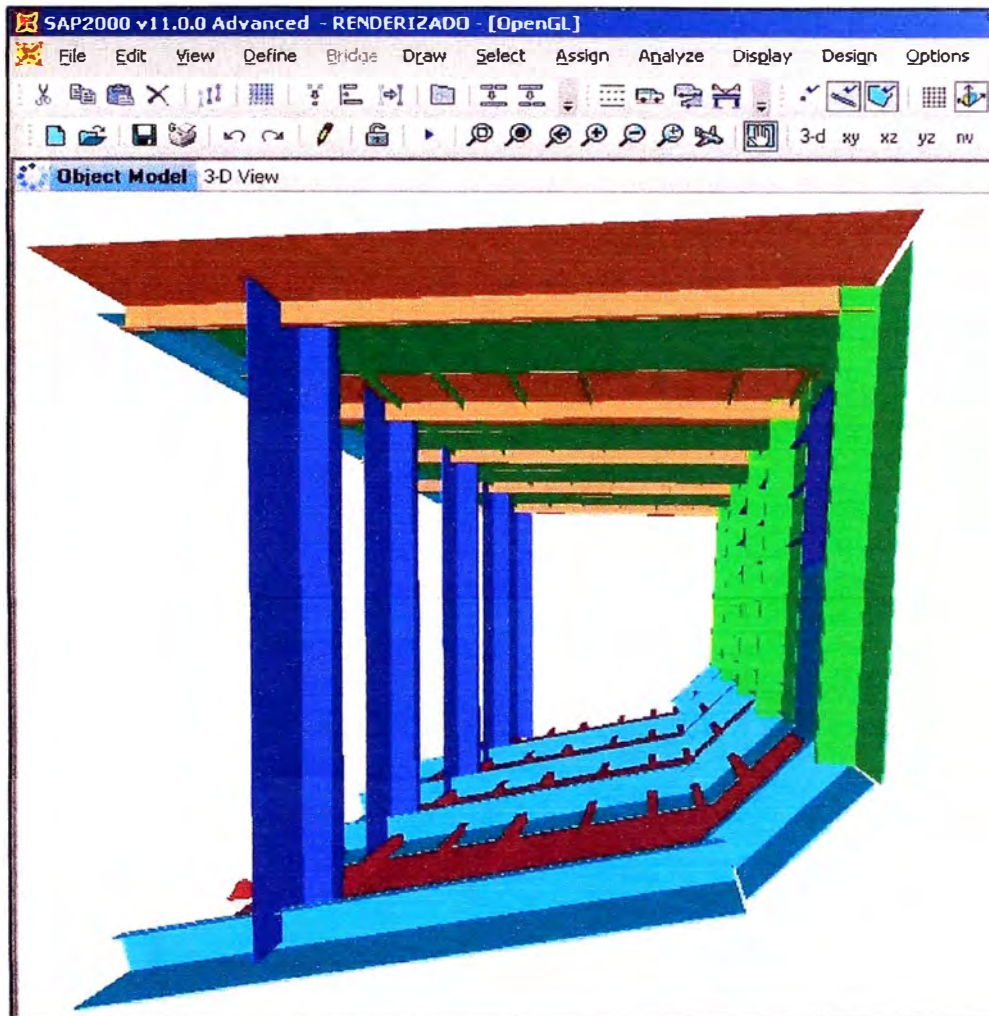 SAP2000 v11.0.0 Advanced - RENDERIZADO - [OpenGL]
File Edit View Define Bridge Draw Select Assign Analyze Display Design Options
3-d xy xz yz nv
Object Model 3-D View